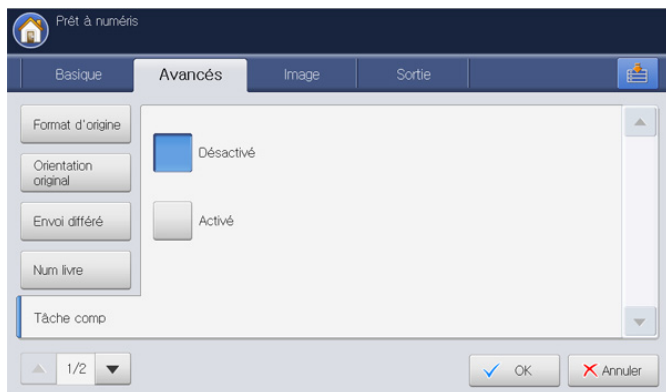 Prêt à numéris
Basique
Avancés
Image
Sortie
Format d'origine
Orientation
original
Envoi différé
Num livre
Tâche comp
Désactivé
Activé
1/2
OK
Annuler